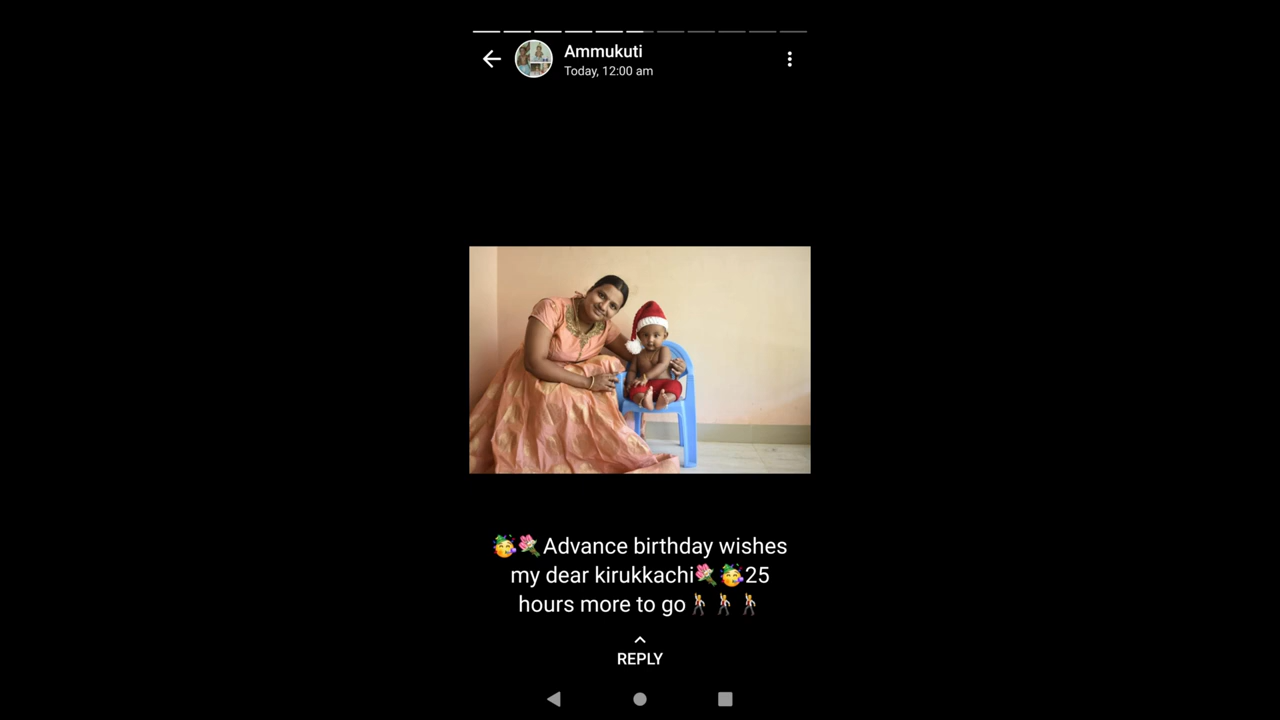 Ammukuti
Today, 12:00 am
🥳💐Advance birthday wishes
my dear kirukkachi💐🥳25
hours more to go🕺🕺🕺
REPLY